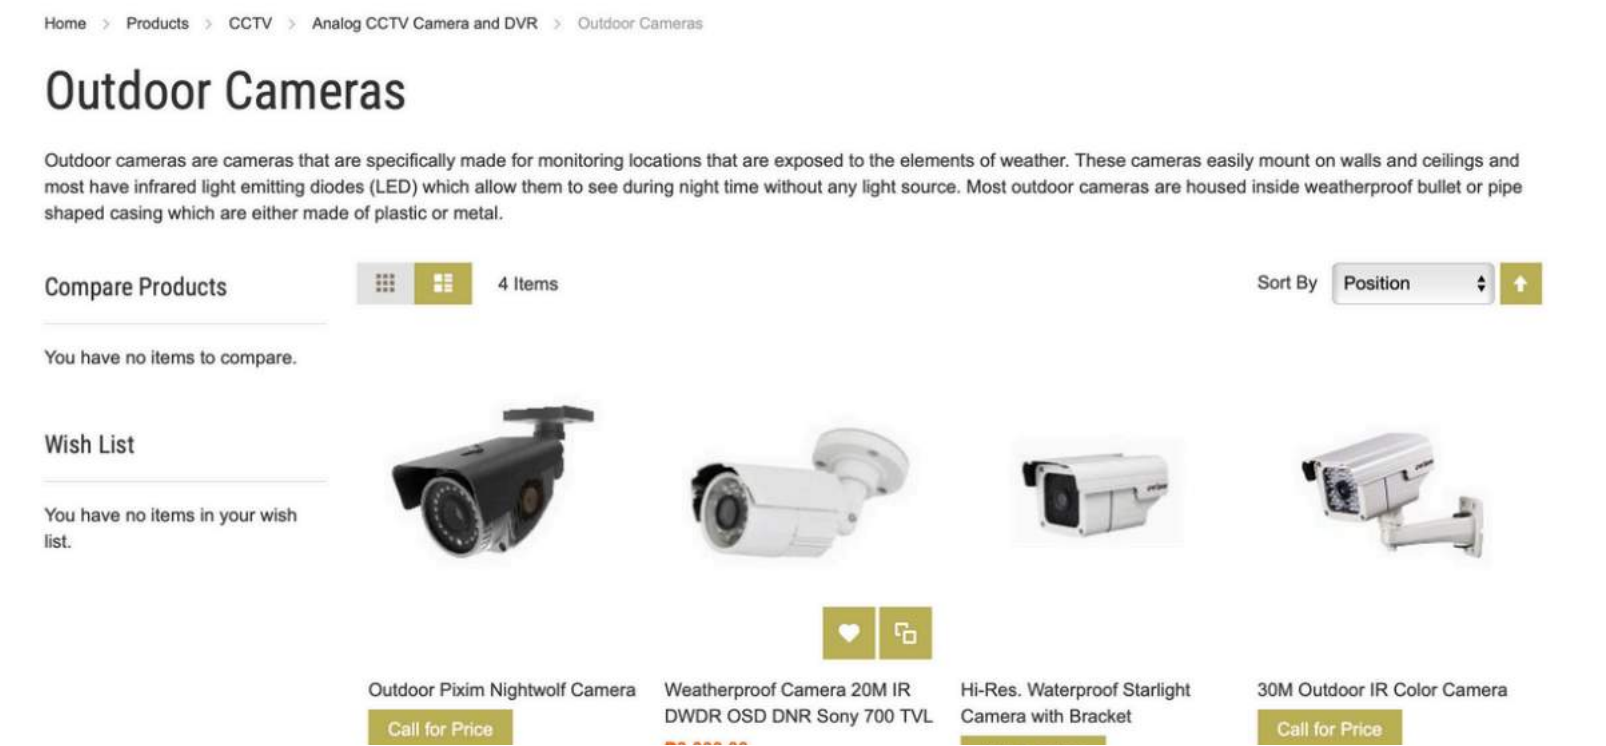 Home > Products > CCTV > Analog CCTV Camera and DVR > Outdoor Cameras
Outdoor Cameras
Outdoor cameras are cameras that are specifically made for monitoring locations that are exposed to the elements of weather. These cameras easily mount on walls and ceilings and
most have infrared light emitting diodes (LED) which allow them to see during night time without any light source. Most outdoor cameras are housed inside weatherproof bullet or pipe
shaped casing which are either made of plastic or metal.
Compare Products
You have no items to compare.
Wish List
You have no items in your wish
list.
4 Items
Sort By Position
Outdoor Pixim Nightwolf Camera
Call for Price
Weatherproof Camera 20M IR
DWDR OSD DNR Sony 700 TVL
Hi-Res. Waterproof Starlight
Camera with Bracket
30M Outdoor IR Color Camera
Call for Price